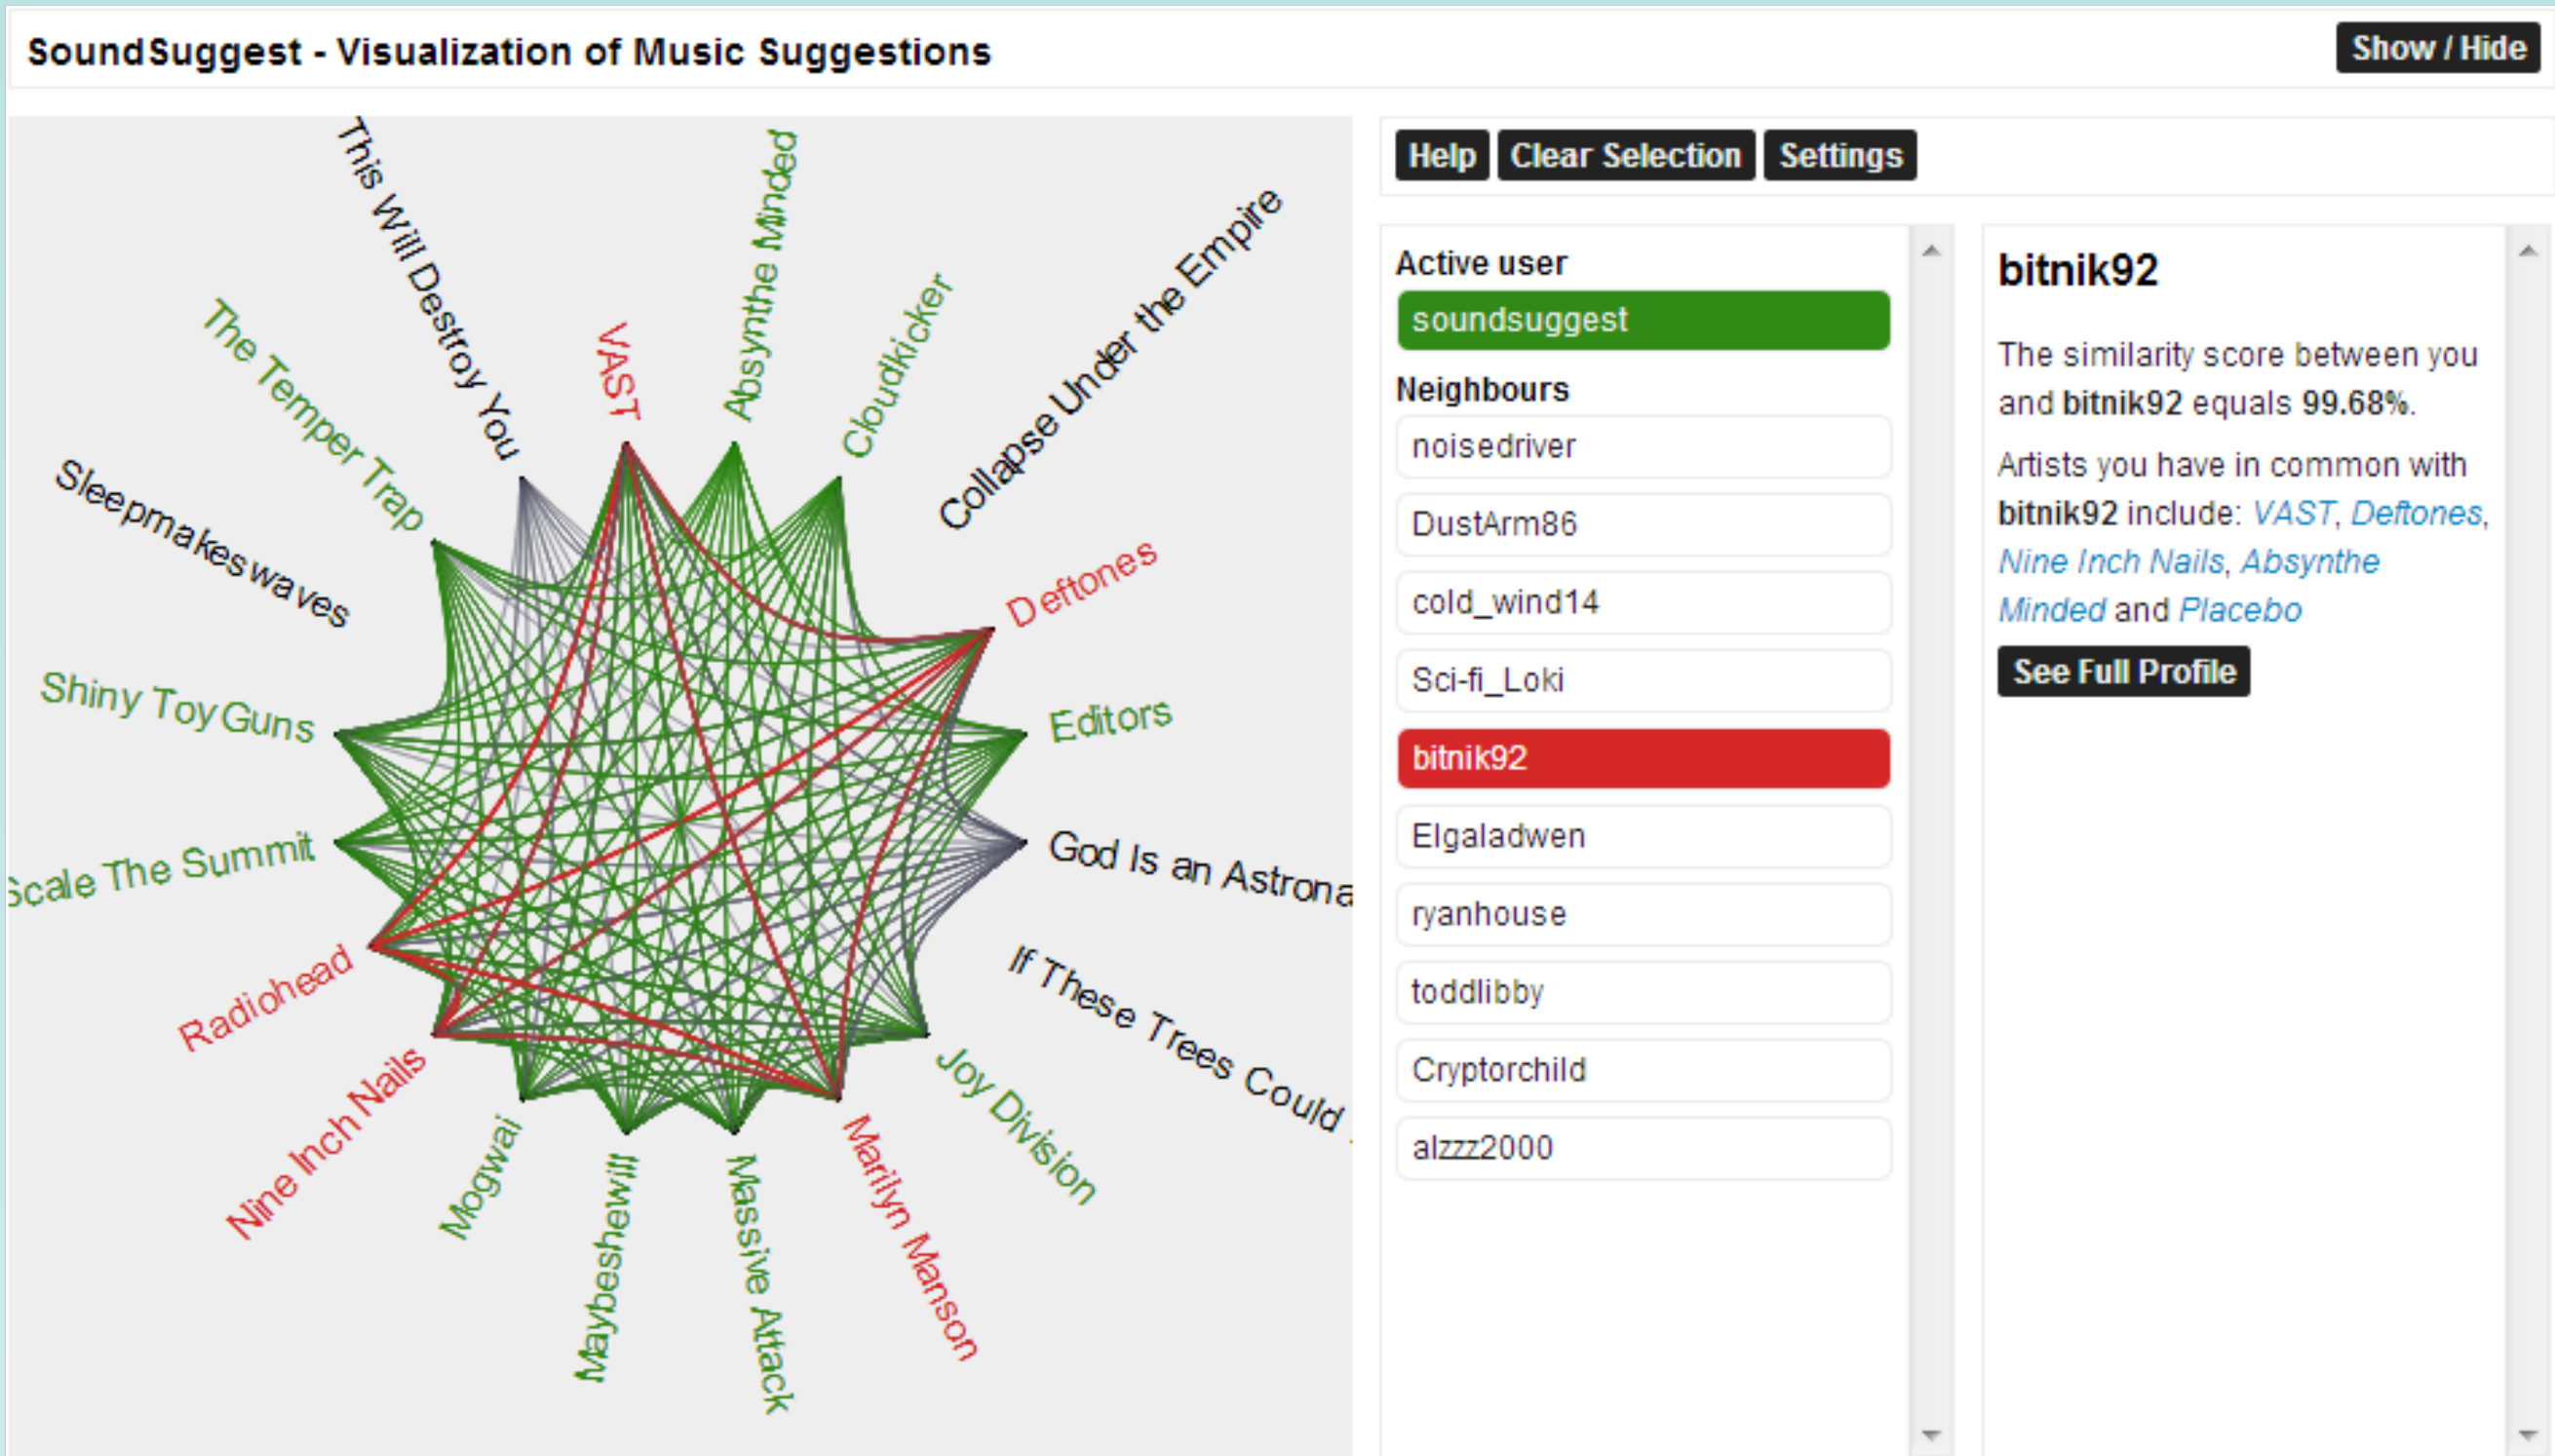 SoundSuggest - Visualization of Music Suggestions
Show / Hide
This Will Destroy You
VAST
Absynthe Minded
Cloudkicker
Collapse Under the Empire
Deftones
Editors
God Is an Astrona
If These Trees Could
Joy Division
Marilyn Manson
Massive Attack
Maybeshewill
Mogwai
Nine Inch Nails
Radiohead
Scale The Summit
Shiny Toy Guns
Sleepmakeswaves
The Temper Trap
Help
Clear Selection
Settings
Active user
soundsuggest
Neighbours
noisedriver
DustArm86
cold_wind14
Sci-fi_Loki
bitnik92
Elgaladwen
ryanhouse
toddlibby
Cryptorchild
alzzz2000
bitnik92
The similarity score between you
and bitnik92 equals 99.68%.
Artists you have in common with
bitnik92 include: VAST, Deftones,
Nine Inch Nails, Absynthe
Minded and Placebo
See Full Profile